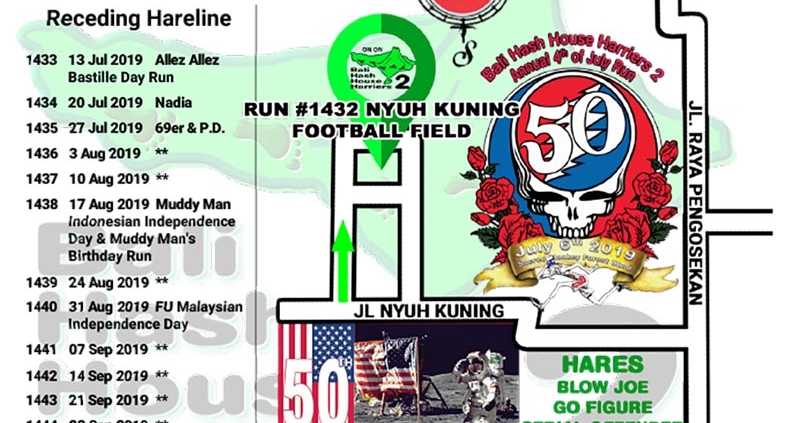 Receding Hareline
1433 13 Jul 2019 Allez Allez
Bastille Day Run
1434 20 Jul 2019 Nadia
1435 27 Jul 2019 69er & P.D.
1436 3 Aug 2019 **
1437 10 Aug 2019 **
1438 17 Aug 2019 Muddy Man
Indonesian Independence
Day & Muddy Man's
Birthday Run
1439 24 Aug 2019 **
1440 31 Aug 2019 FU Malaysian
Independence Day
1441 07 Sep 2019 **
1442 14 Sep 2019 **
1443 21 Sep 2019 **
Bali
Hash
Hous
S
ON ON
Bali
Hash
House
Harriers 2
RUN #1432 NYUH KUNING
FOOTBALL FIELD
JL NYUH KUNING
JL. RAYA PENGOSEKAN
Bali Hash House Harriers 2
Annual 4th of July Run
50
July 6th 2019
50TH
HARES
BLOW JOE
GO FIGURE